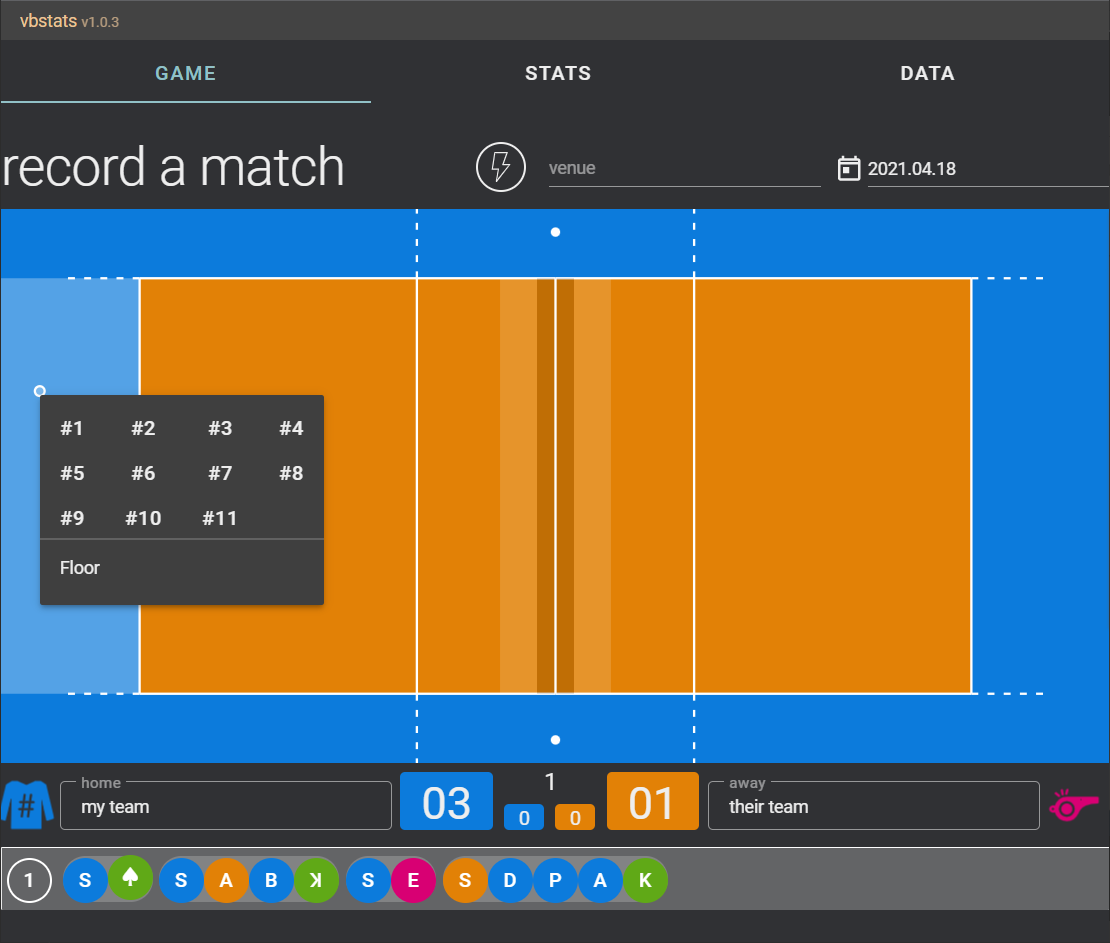 vbstats v1.0.3
GAME STATS DATA
record a match venue 2021.04.18
#1 #2 #3 #4
#5 #6 #7 #8
#9 #10 #11
Floor
home 1 away
# my team 03 01 their team
0 0
1 S ♠ S A B K S E S D P A K